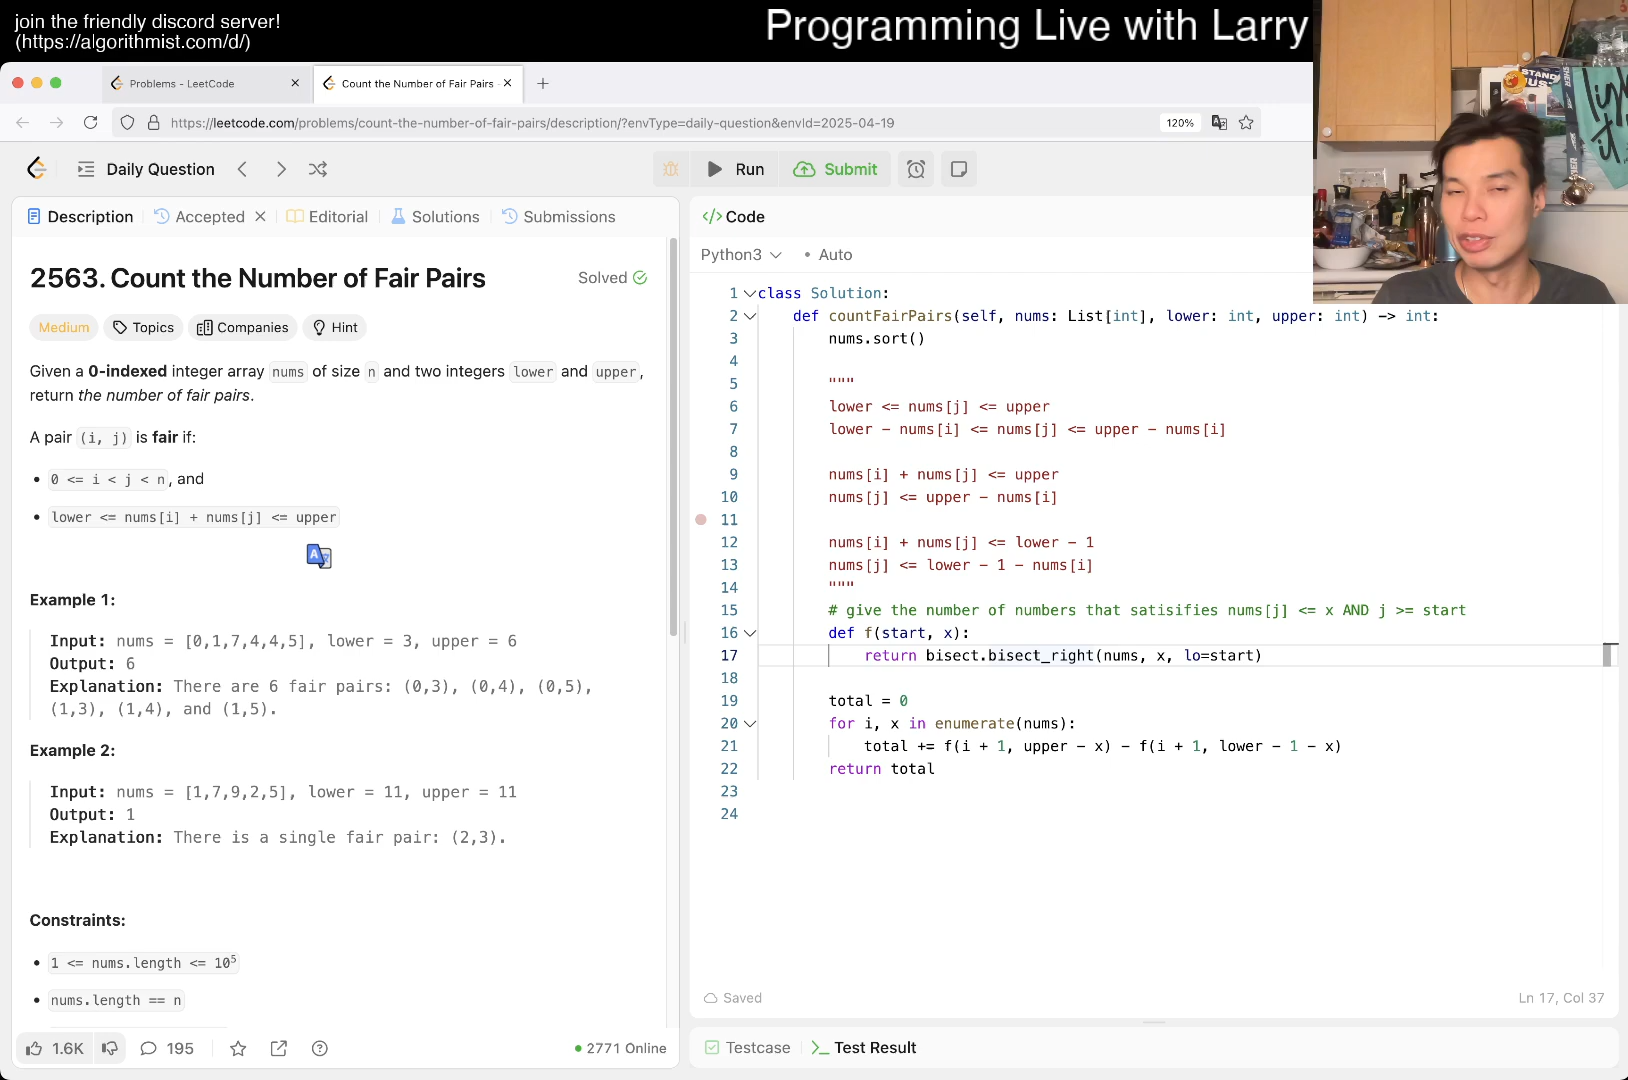 join the friendly discord server!
(https://algorithmist.com/d/)
Programming Live with Larry
Problems - LeetCode
Count the Number of Fair Pairs -
https://leetcode.com/problems/count-the-number-of-fair-pairs/description/?envType=daily-question&envId=2025-04-19
120%
Daily Question
Run
Submit
Description
Accepted
Editorial
Solutions
Submissions
2563. Count the Number of Fair Pairs
Solved
Medium
Topics
Companies
Hint
Given a 0-indexed integer array nums of size n and two integers lower and upper,
return the number of fair pairs.
A pair (i, j) is fair if:
• 0 <= i < j < n, and
• lower <= nums[i] + nums[j] <= upper
Example 1:
Input: nums = [0,1,7,4,4,5], lower = 3, upper = 6
Output: 6
Explanation: There are 6 fair pairs: (0,3), (0,4), (0,5),
(1,3), (1,4), and (1,5).
Example 2:
Input: nums = [1,7,9,2,5], lower = 11, upper = 11
Output: 1
Explanation: There is a single fair pair: (2,3).
Constraints:
• 1 <= nums.length <= 10⁵
• nums.length == n
1.6K
195
2771 Online
</> Code
Python3
• Auto
1 class Solution:
2 def countFairPairs(self, nums: List[int], lower: int, upper: int) -> int:
3 nums.sort()
4
5 """
6 lower <= nums[j] <= upper
7 lower - nums[i] <= nums[j] <= upper - nums[i]
8
9 nums[i] + nums[j] <= upper
10 nums[j] <= upper - nums[i]
11
12 nums[i] + nums[j] <= lower - 1
13 nums[j] <= lower - 1 - nums[i]
14 """
15 # give the number of numbers that satisifies nums[j] <= x AND j >= start
16 def f(start, x):
17 return bisect.bisect_right(nums, x, lo=start)
18
19 total = 0
20 for i, x in enumerate(nums):
21 total += f(i + 1, upper - x) - f(i + 1, lower - 1 - x)
22 return total
23
24
Saved
Ln 17, Col 37
Testcase
Test Result
STAND